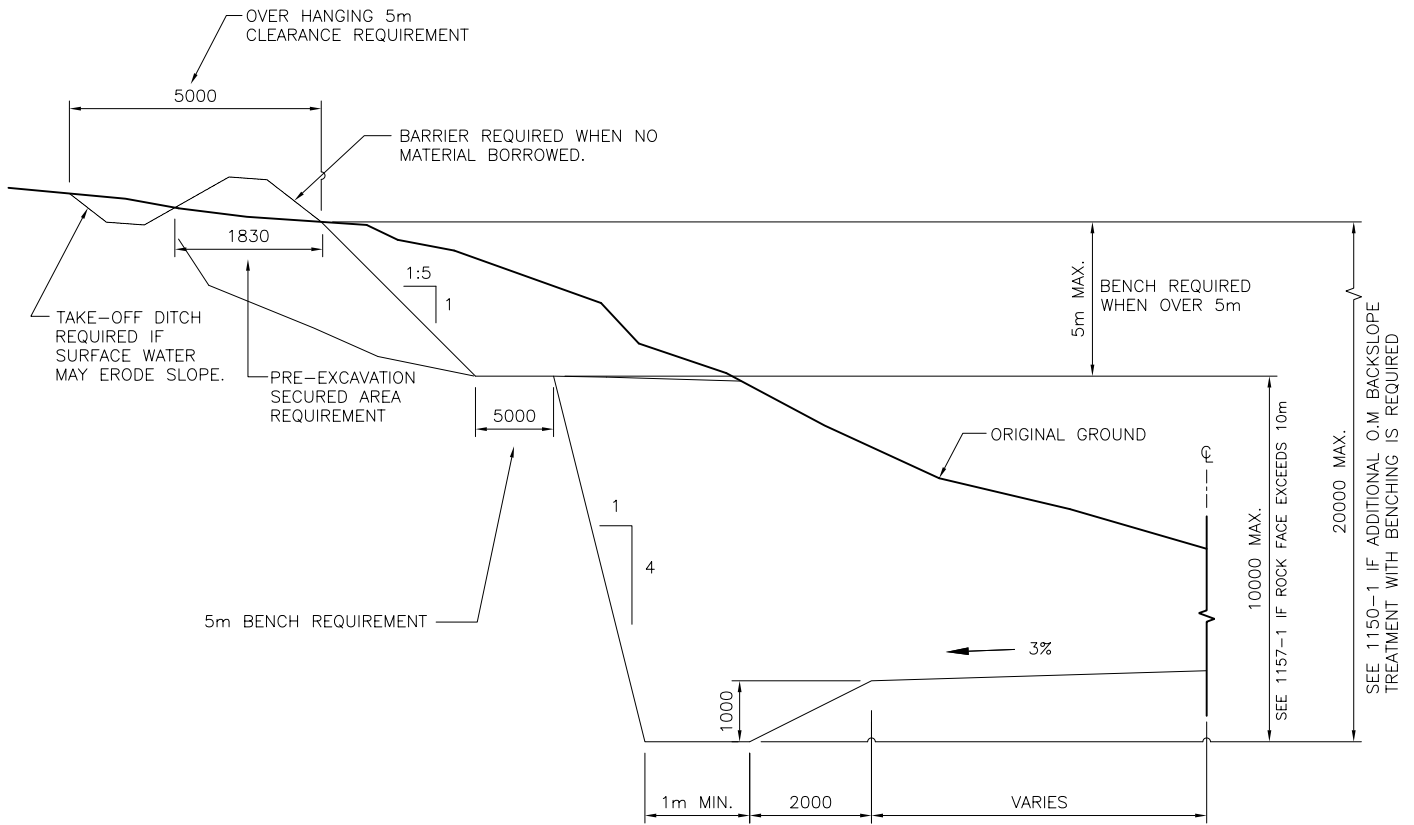 OVER HANGING 5m
CLEARANCE REQUIREMENT
5000
BARRIER REQUIRED WHEN NO
MATERIAL BORROWED.
1830
1:5
1
5m MAX.
BENCH REQUIRED
WHEN OVER 5m
TAKE-OFF DITCH
REQUIRED IF
SURFACE WATER
MAY ERODE SLOPE.
PRE-EXCAVATION
SECURED AREA
REQUIREMENT
5000
ORIGINAL GROUND
℄
1
4
5m BENCH REQUIREMENT
3%
1000
10000 MAX.
SEE 1157-1 IF ROCK FACE EXCEEDS 10m
20000 MAX.
SEE 1150-1 IF ADDITIONAL O.M BACKSLOPE
TREATMENT WITH BENCHING IS REQUIRED
1m MIN.
2000
VARIES